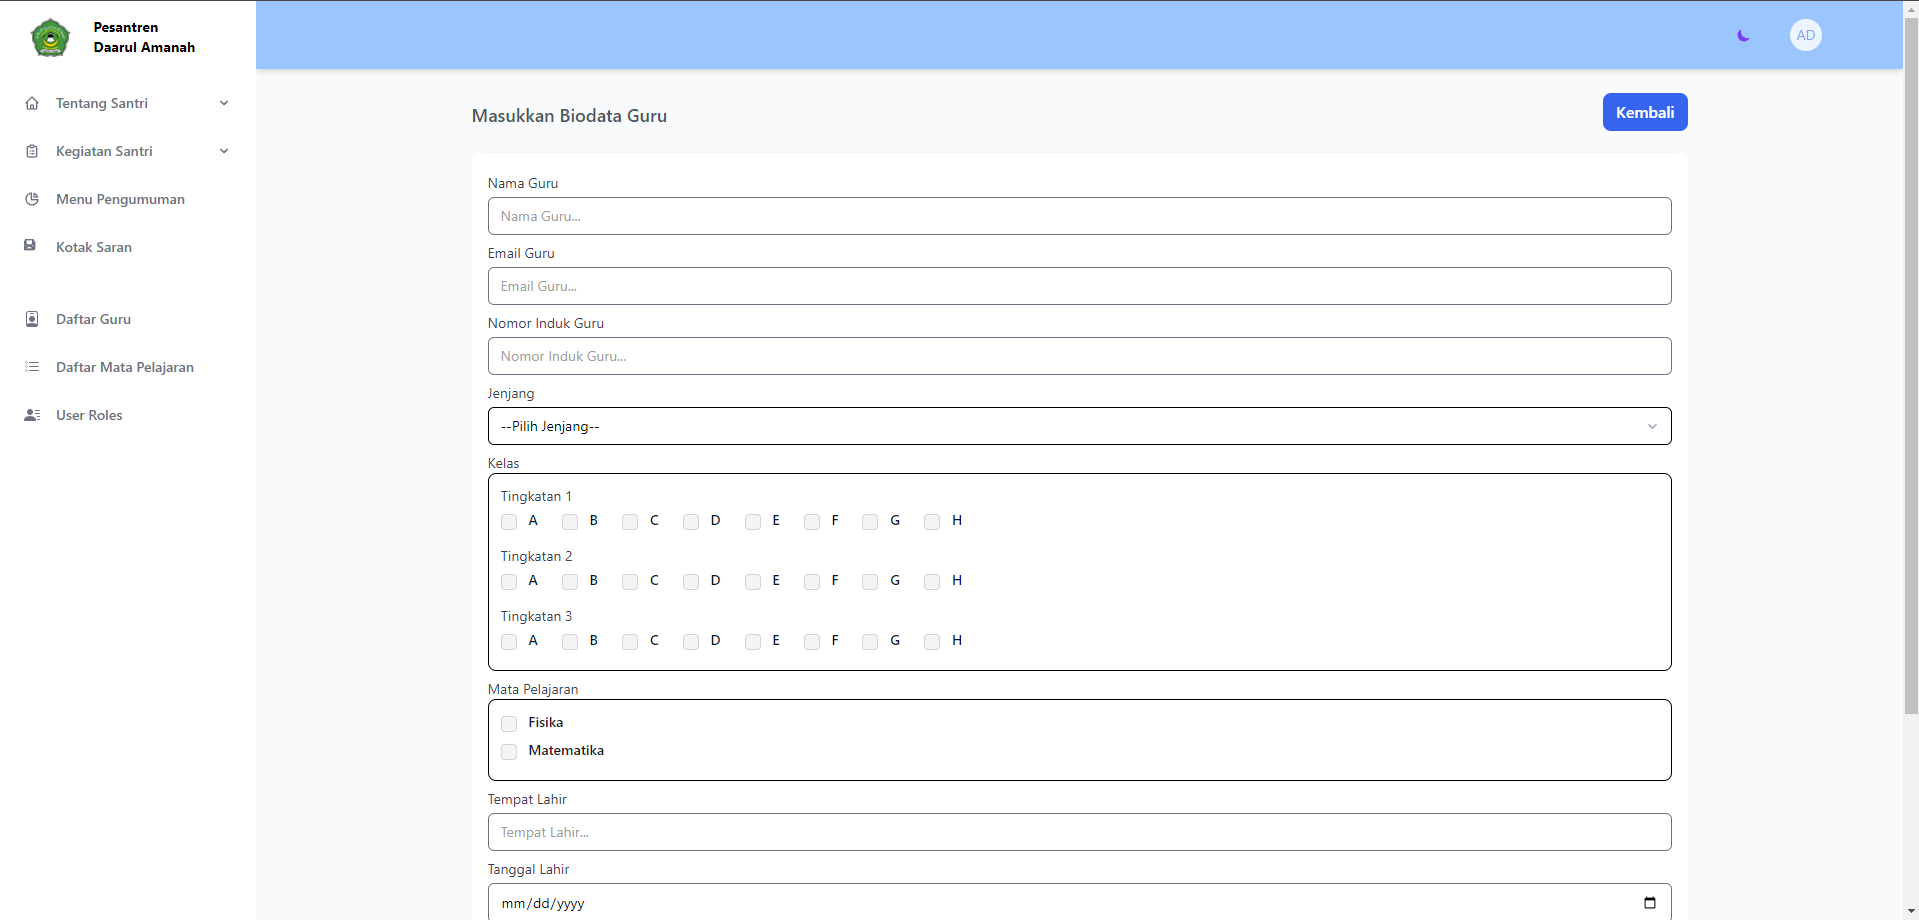 Pesantren
Daarul Amanah
AD
Tentang Santri
Kegiatan Santri
Menu Pengumuman
Kotak Saran
Daftar Guru
Daftar Mata Pelajaran
User Roles
Masukkan Biodata Guru
Kembali
Nama Guru
Nama Guru...
Email Guru
Email Guru...
Nomor Induk Guru
Nomor Induk Guru...
Jenjang
--Pilih Jenjang--
Kelas
Tingkatan 1
A B C D E F G H
Tingkatan 2
A B C D E F G H
Tingkatan 3
A B C D E F G H
Mata Pelajaran
Fisika
Matematika
Tempat Lahir
Tempat Lahir...
Tanggal Lahir
mm/dd/yyyy